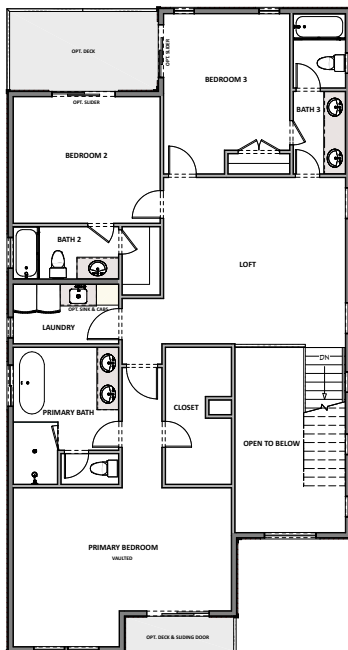 OPT. DECK
OPT. SLIDER
BEDROOM 3
OPT. SLIDER
BATH 3
BEDROOM 2
BATH 2
LOFT
OPT. SINK & CABS
LAUNDRY
DN
CLOSET
PRIMARY BATH
OPEN TO BELOW
PRIMARY BEDROOM
VAULTED
OPT. DECK & SLIDING DOOR